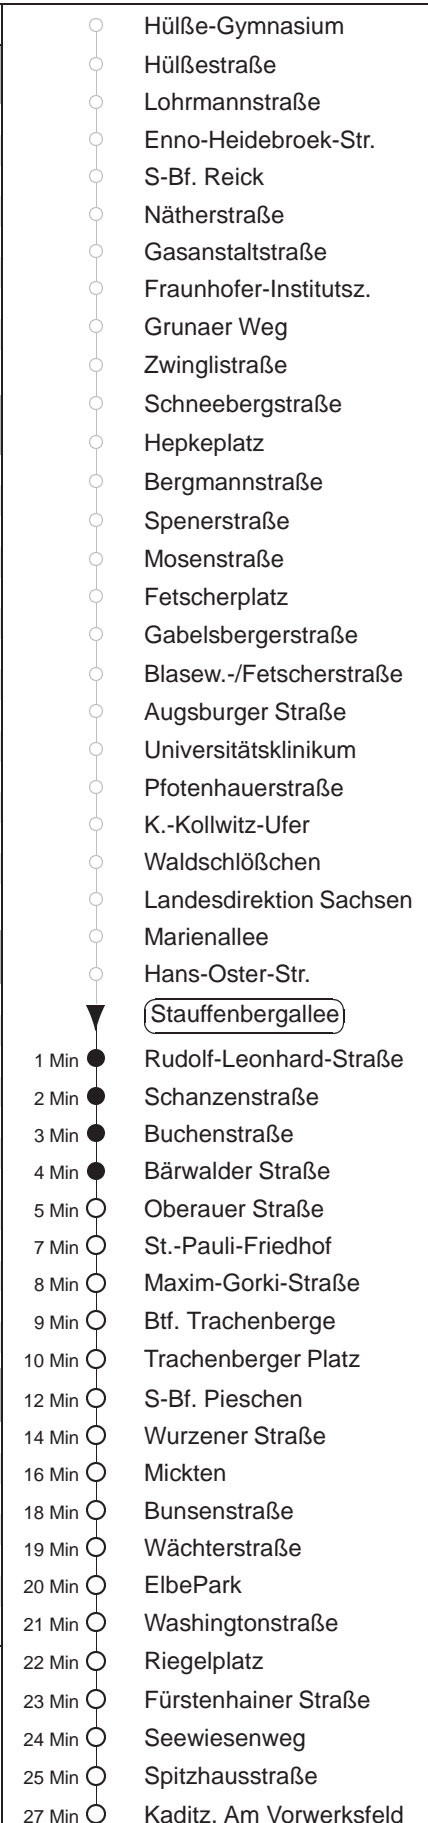 Hülße-Gymnasium
Hülßestraße
Lohrmannstraße
Enno-Heidebroek-Str.
S-Bf. Reick
Nätherstraße
Gasanstaltstraße
Fraunhofer-Institutsz.
Grunaer Weg
Zwinglistraße
Schneebergstraße
Hepkeplatz
Bergmannstraße
Spenerstraße
Mosenstraße
Fetscherplatz
Gabelsbergerstraße
Blasew.-/Fetscherstraße
Augsburger Straße
Universitätsklinikum
Pfotenhauerstraße
K.-Kollwitz-Ufer
Waldschlößchen
Landesdirektion Sachsen
Marienallee
Hans-Oster-Str.
Stauffenbergallee
1 Min Rudolf-Leonhard-Straße
2 Min Schanzenstraße
3 Min Buchenstraße
4 Min Bärwalder Straße
5 Min Oberauer Straße
7 Min St.-Pauli-Friedhof
8 Min Maxim-Gorki-Straße
9 Min Btf. Trachenberge
10 Min Trachenberger Platz
12 Min S-Bf. Pieschen
14 Min Wurzener Straße
16 Min Mickten
18 Min Bunsenstraße
19 Min Wächterstraße
20 Min ElbePark
21 Min Washingtonstraße
22 Min Riegelplatz
23 Min Fürstenhainer Straße
24 Min Seewiesenweg
25 Min Spitzhausstraße
27 Min Kaditz, Am Vorwerksfeld